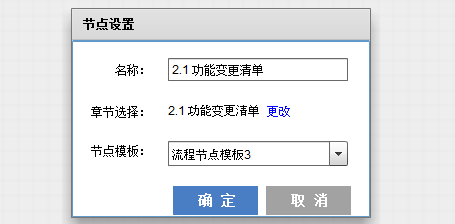 节点设置
名称： 2.1 功能变更清单
章节选择： 2.1 功能变更清单 更改
节点模板： 流程节点模板3
确 定 取 消